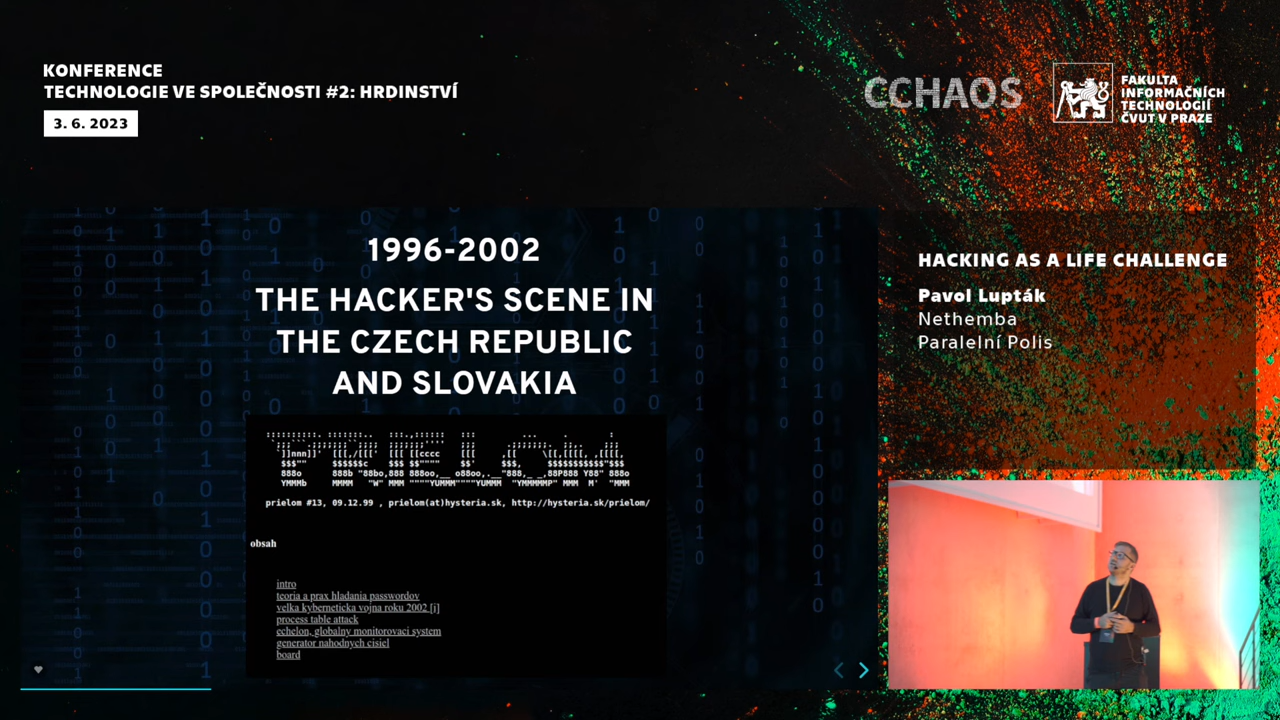 KONFERENCE
TECHNOLOGIE VE SPOLEČNOSTI #2: HRDINSTVÍ
3. 6. 2023
CCHAOS
FAKULTA
INFORMAČNÍCH
TECHNOLOGIÍ
ČVUT V PRAZE
1996-2002
THE HACKER'S SCENE IN
THE CZECH REPUBLIC
AND SLOVAKIA
PRIELOM
prielom #13, 09.12.99 , prielom(at)hysteria.sk, http://hysteria.sk/prielom/
obsah
intro
teoria a prax hladania passwordov
velka kyberneticka vojna roku 2002 [i]
process table attack
echelon, globalny monitorovaci system
generator nahodnych cisiel
board
HACKING AS A LIFE CHALLENGE
Pavol Lupták
Nethemba
Paralelní Polis